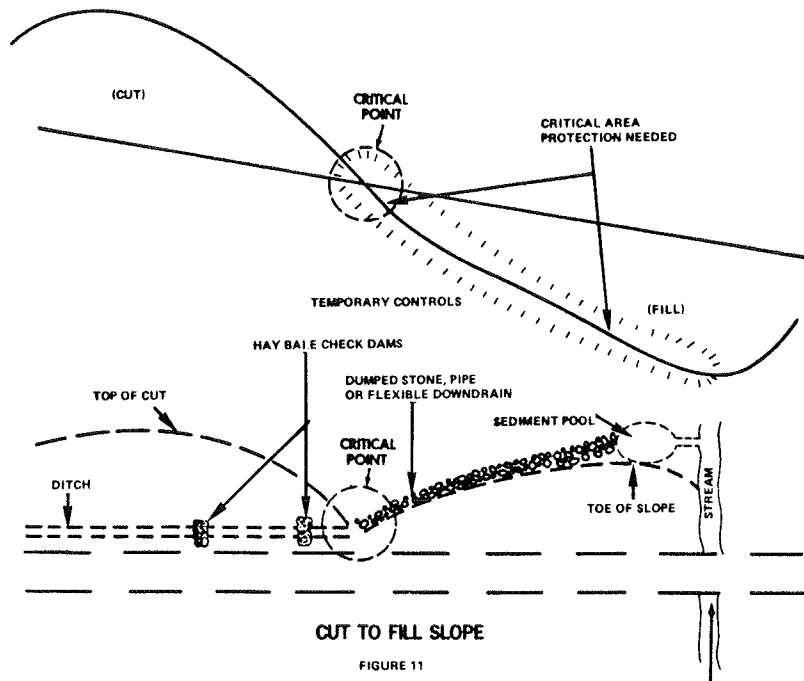 (CUT)
CRITICAL
POINT
CRITICAL AREA
PROTECTION NEEDED
TEMPORARY CONTROLS
(FILL)
HAY BALE CHECK DAMS
DUMPED STONE, PIPE
OR FLEXIBLE DOWNDRAIN
TOP OF CUT
SEDIMENT POOL
CRITICAL
POINT
DITCH
TOE OF SLOPE
STREAM
CUT TO FILL SLOPE
FIGURE 11